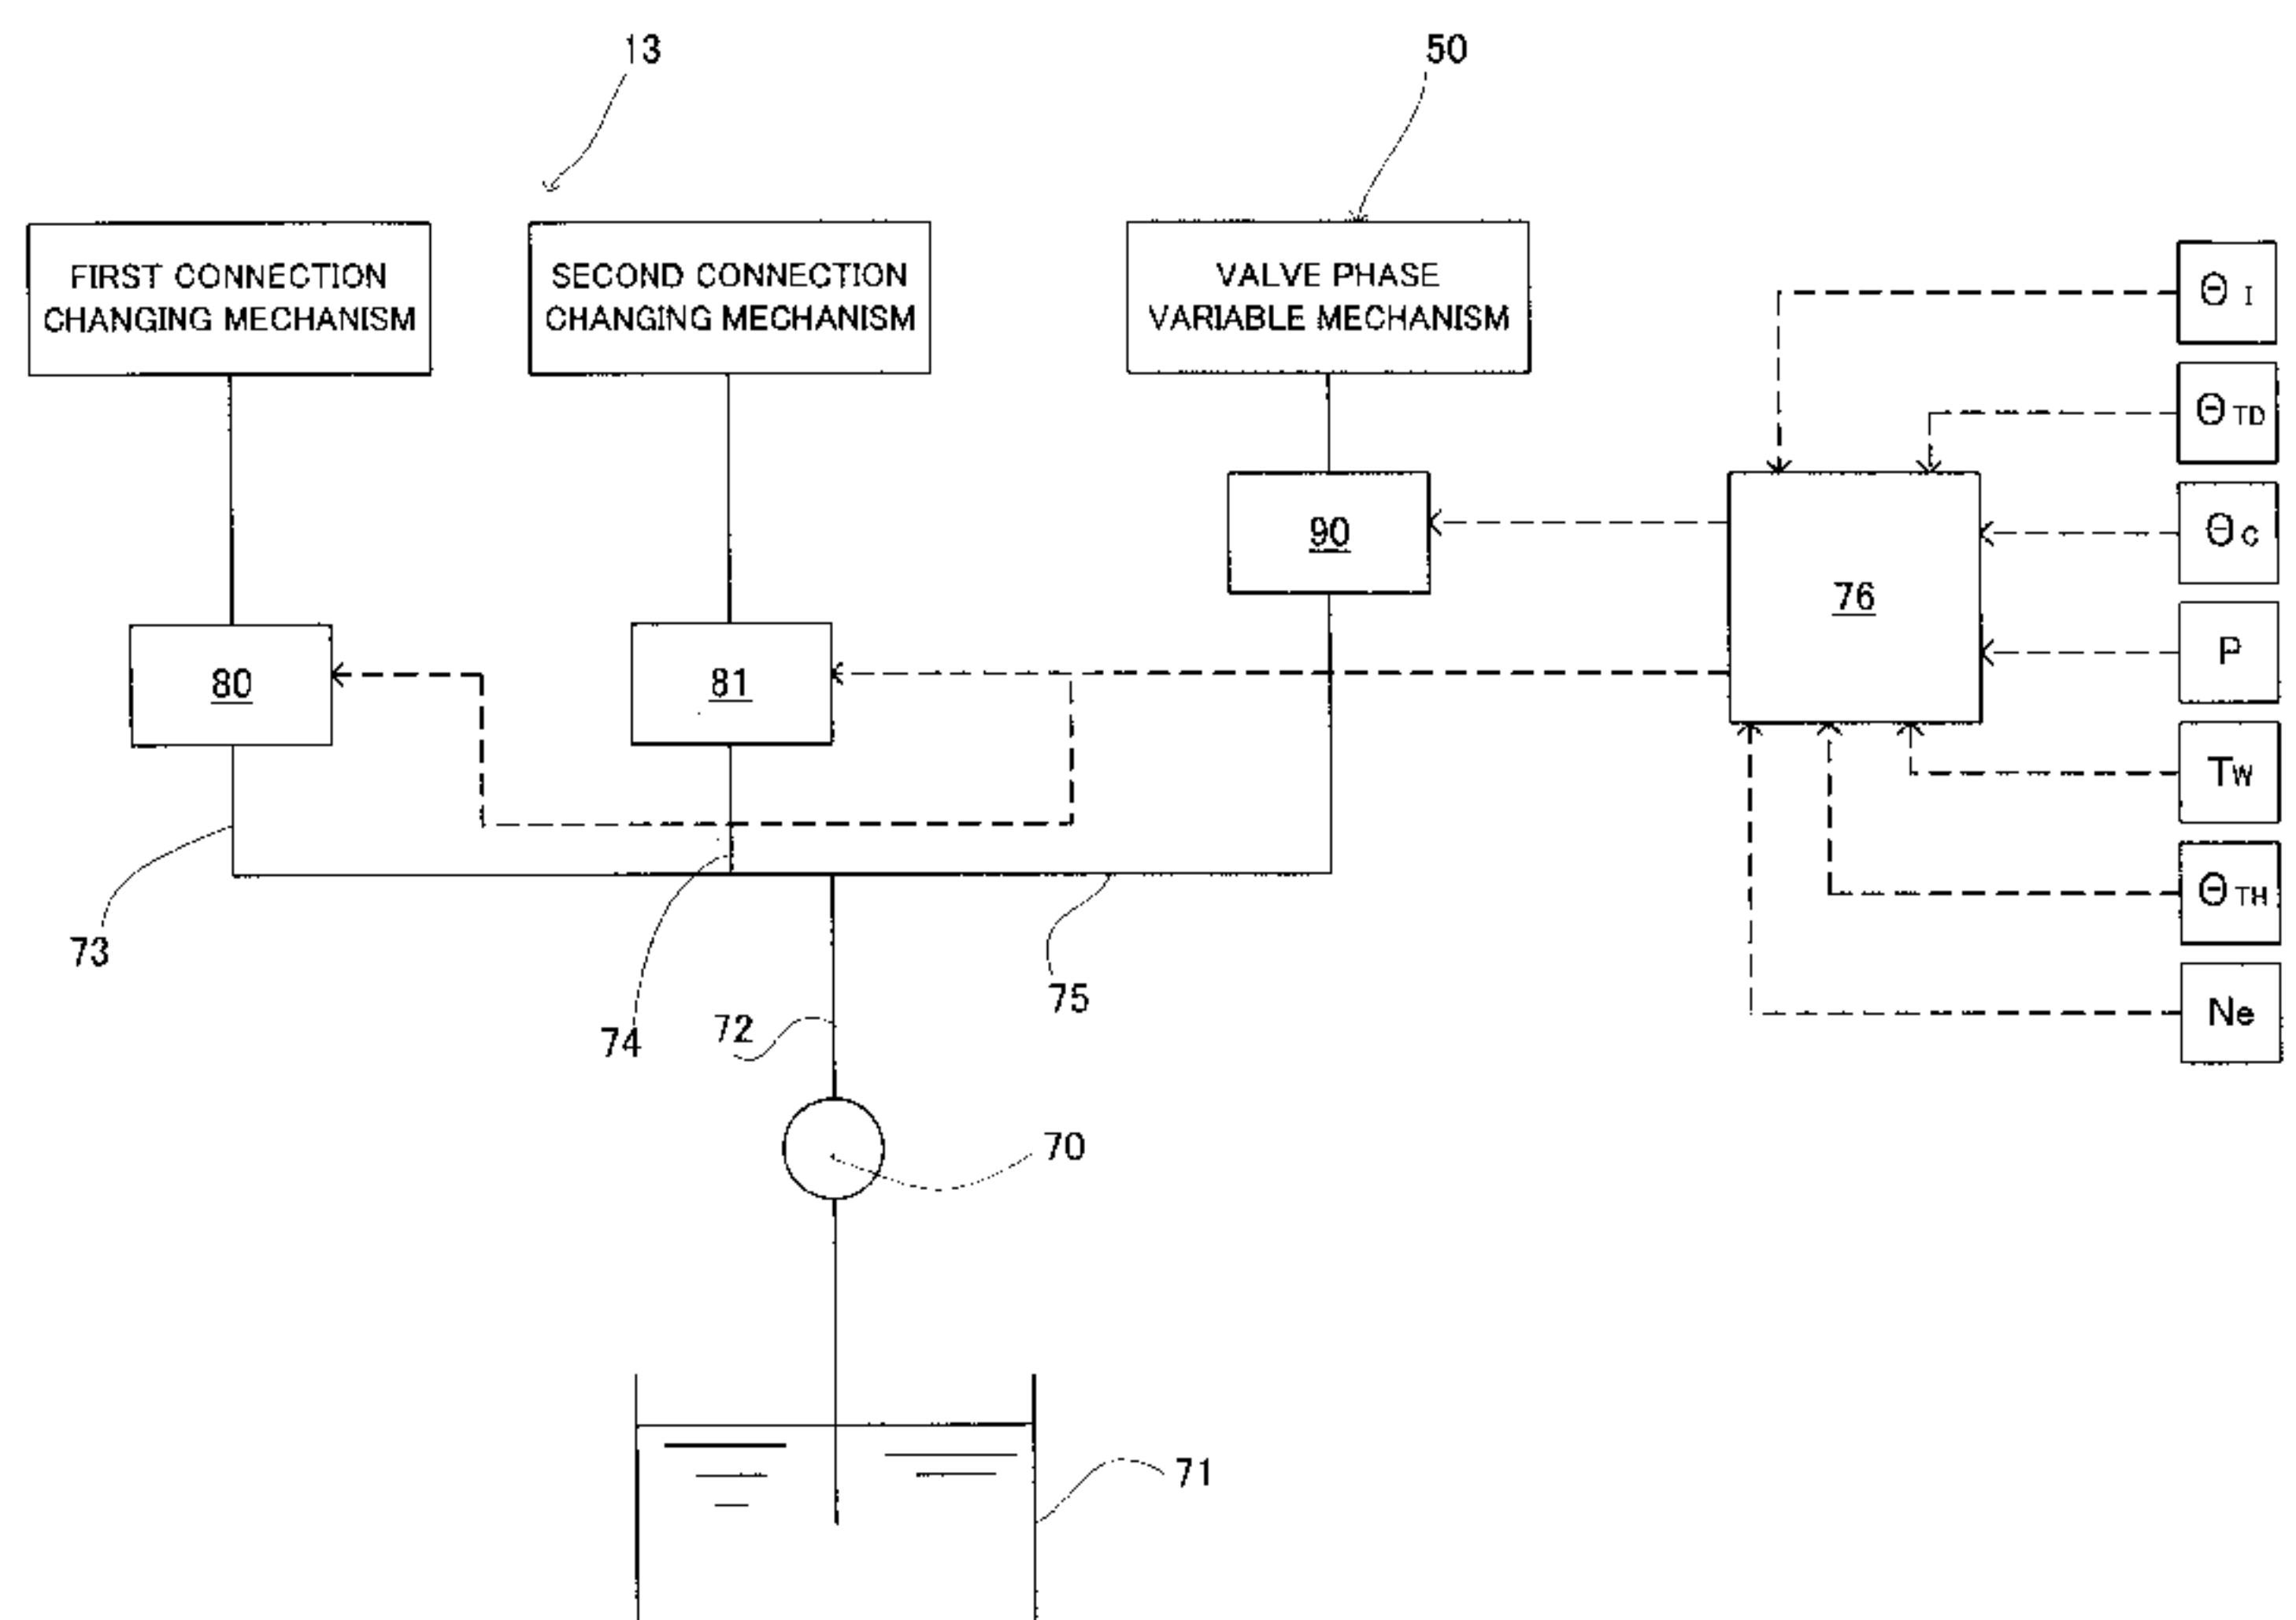 13
50
FIRST CONNECTION
CHANGING MECHANISM
SECOND CONNECTION
CHANGING MECHANISM
VALVE PHASE
VARIABLE MECHANISM
Θ I
Θ TD
Θ C
P
TW
Θ TH
Ne
90
76
80
81
73
74
72
75
70
71